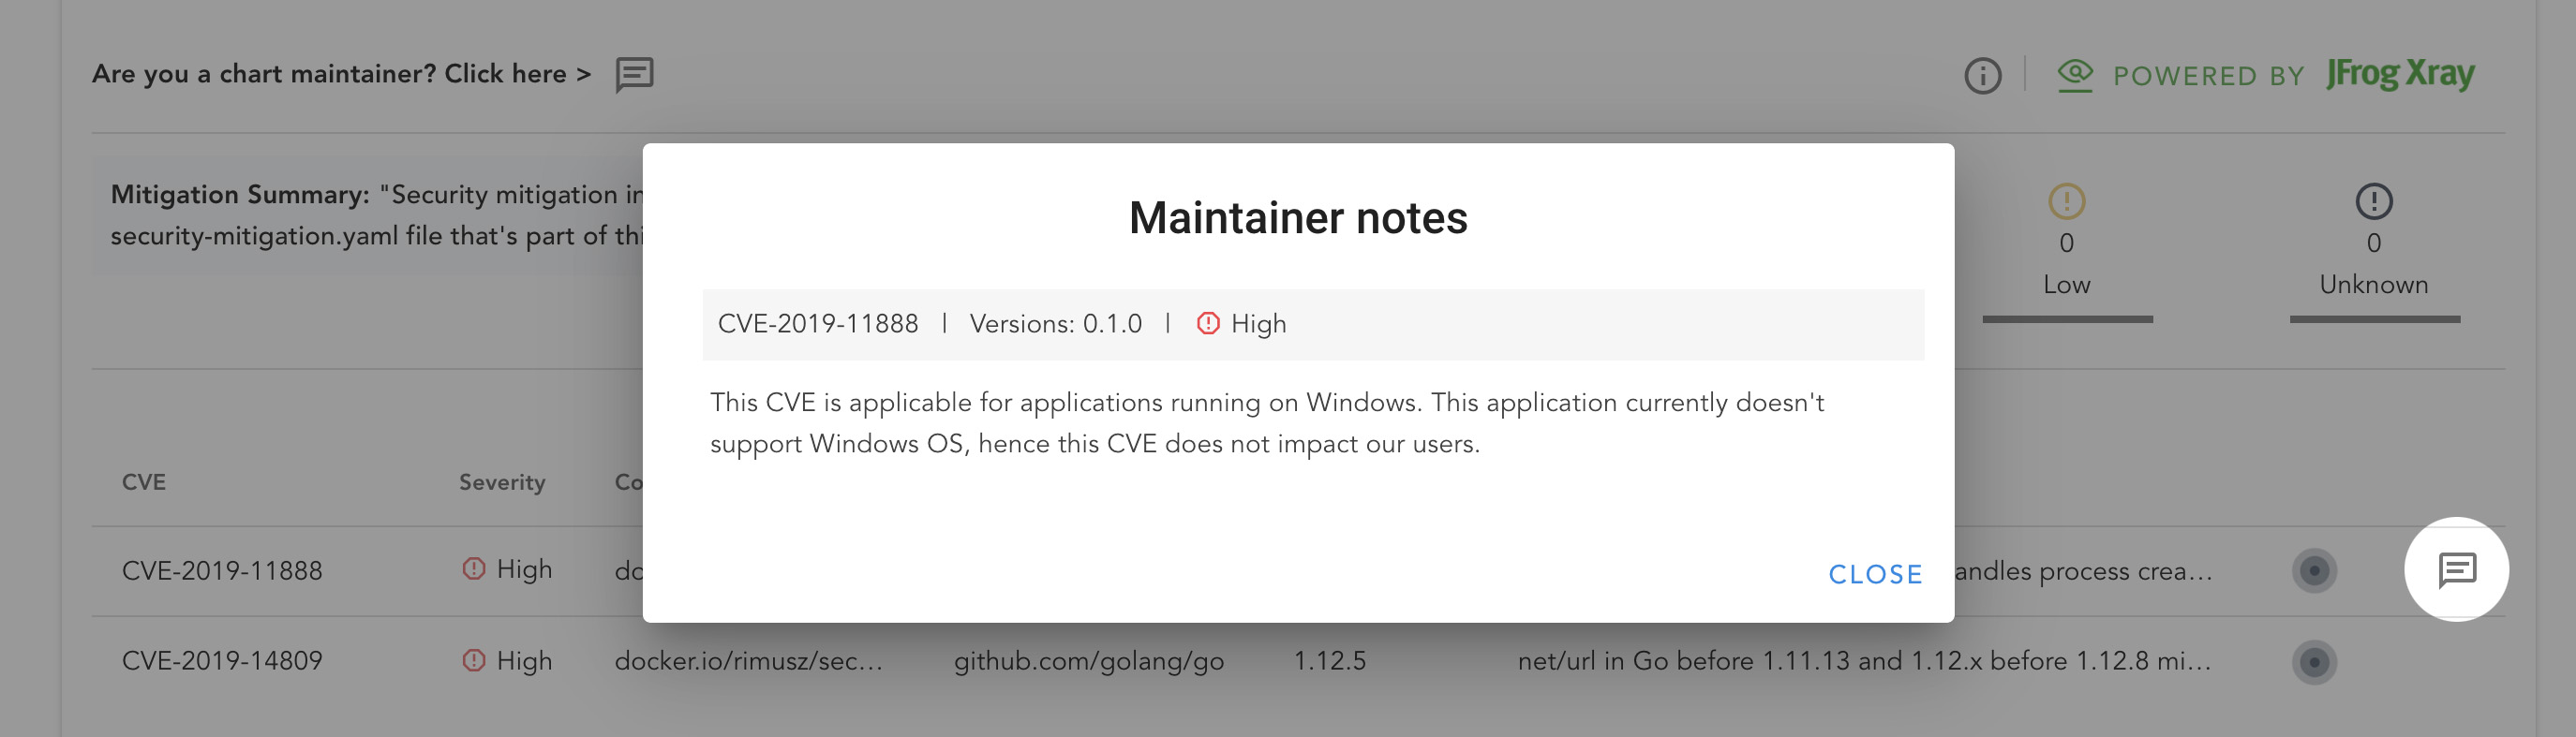 Are you a chart maintainer? Click here >
POWERED BY JFrog Xray
Mitigation Summary: "Security mitigation in
security-mitigation.yaml file that's part of
0
Low
0
Unknown
Maintainer notes
CVE-2019-11888 | Versions: 0.1.0 | High
This CVE is applicable for applications running on Windows. This application currently doesn't
support Windows OS, hence this CVE does not impact our users.
CLOSE
CVE Severity
CVE-2019-11888 High process crea...
CVE-2019-14809 High docker.io/rimusz/sec... github.com/golang/go 1.12.5 net/url in Go before 1.11.13 and 1.12.x before 1.12.8 mi...